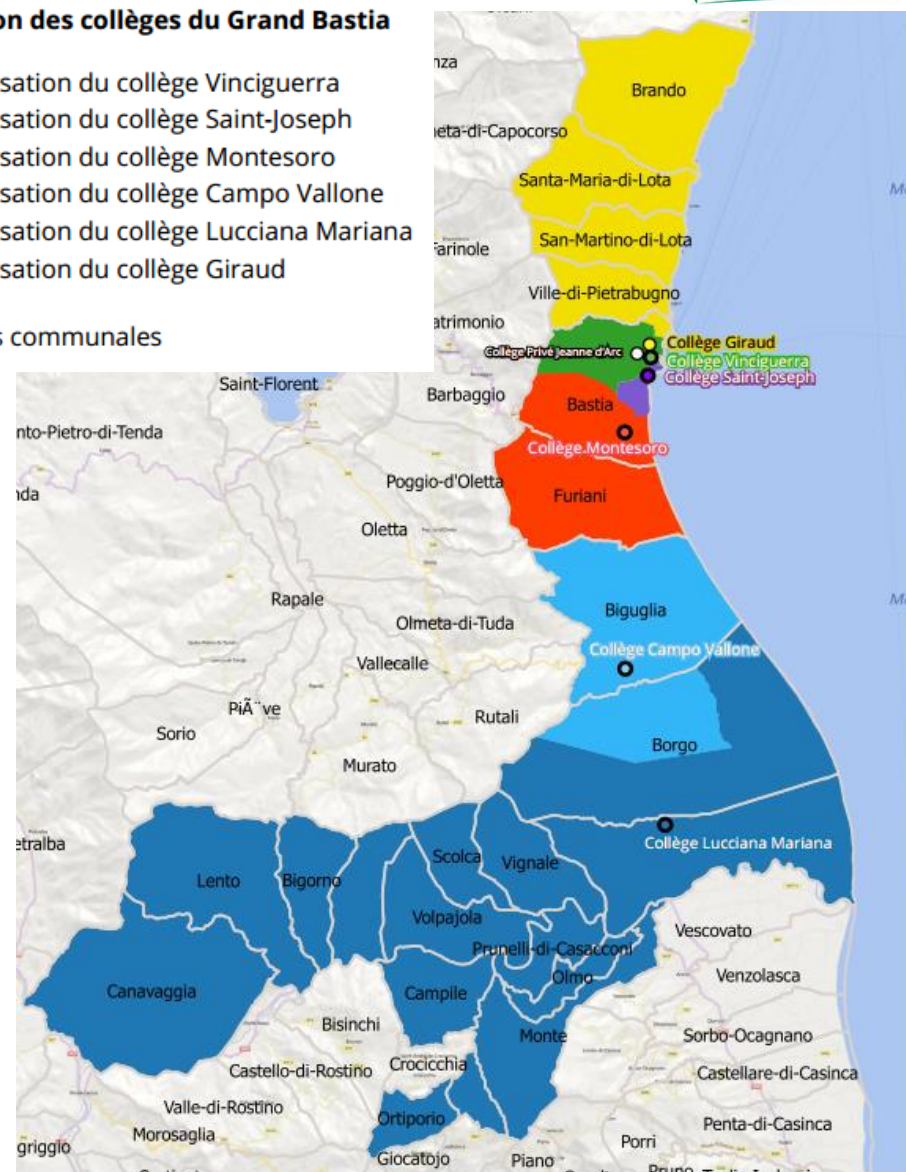 on des collèges du Grand Bastia
sation du collège Vinciguerra
sation du collège Saint-Joseph
sation du collège Montesoro
sation du collège Campo Vallone
sation du collège Lucciana Mariana
sation du collège Giraud
s communales
nza
Brando
eta-di-Capocorso
Santa-Maria-di-Lota
Farinole
San-Martino-di-Lota
Ville-di-Pietrabugno
atrimonio
Collège Giraud
Collège Privé Jeanne d'Arc
Collège Vinciguerra
Collège Saint-Joseph
Saint-Florent
Barbaggio
Bastia
nto-Pietro-di-Tenda
Collège Montesoro
Poggio-d'Oletta
nda
Furiani
Oletta
Rapale
Biguglia
Olmeta-di-Tuda
Collège Campo Vallone
Vallecalle
PiÃ¨ve
Rutali
Sorio
Borgo
Murato
etralba
Collège Lucciana Mariana
Scolca
Vignale
Lento
Bigorno
Volpajola
Vescovato
Prunelli-di-Casacconi
Olmo
Venzolasca
Canavaggia
Campile
Bisinchi
Monte
Sorbo-Ocagnano
Crocicchia
Castello-di-Rostino
Castellare-di-Casinca
Valle-di-Rostino
Ortiporio
Penta-di-Casinca
Morosaglia
griggio
Porri
Giocatojo
Piano